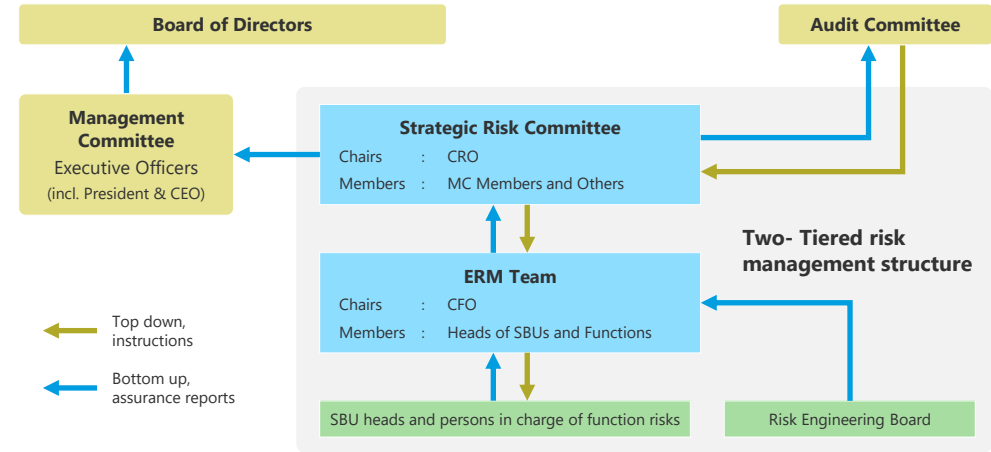 Board of Directors
Audit Committee
Management
Committee
Executive Officers
(incl. President & CEO)
Strategic Risk Committee
Chairs : CRO
Members : MC Members and Others
Two- Tiered risk
management structure
ERM Team
Chairs : CFO
Members : Heads of SBUs and Functions
Top down,
instructions
Bottom up,
assurance reports
SBU heads and persons in charge of function risks
Risk Engineering Board